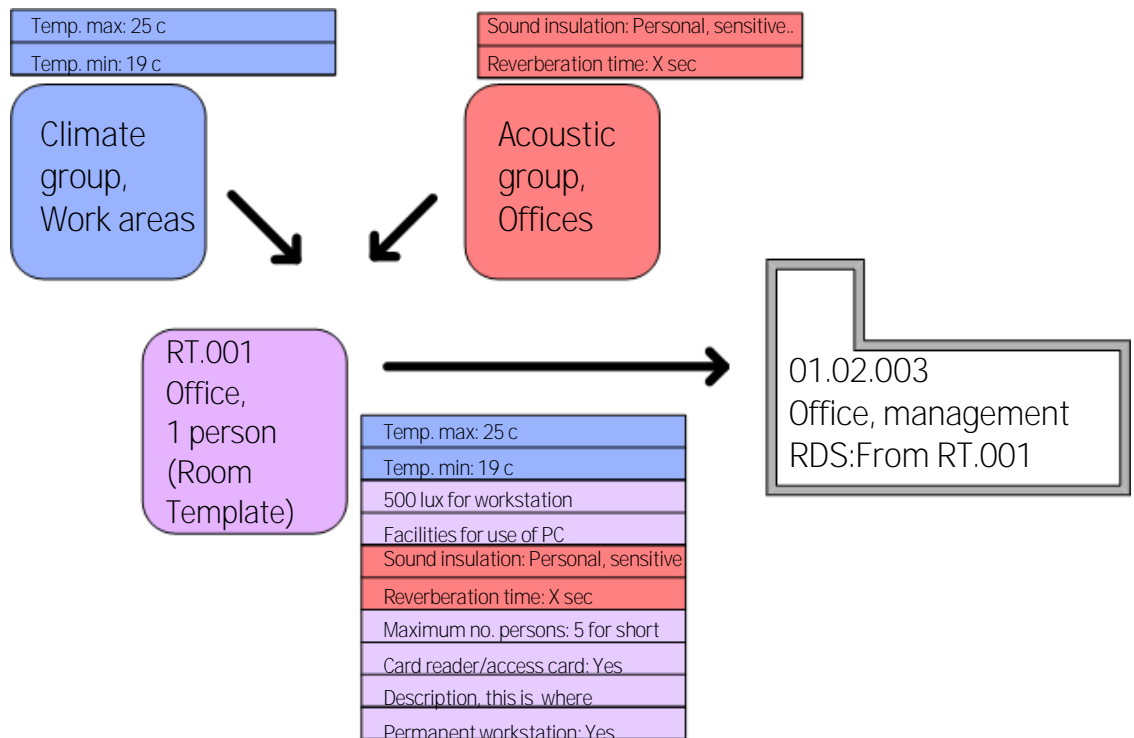 Temp. max: 25 c
Temp. min: 19 c
Sound insulation: Personal, sensitive..
Reverberation time: X sec
Climate
group,
Work areas
Acoustic
group,
Offices
RT.001
Office,
1 person
(Room
Template)
01.02.003
Office, management
RDS:From RT.001
Temp. max: 25 c
Temp. min: 19 c
500 lux for workstation
Facilities for use of PC
Sound insulation: Personal, sensitive
Reverberation time: X sec
Maximum no. persons: 5 for short
Card reader/access card: Yes
Description, this is where
Permanent workstation: Yes